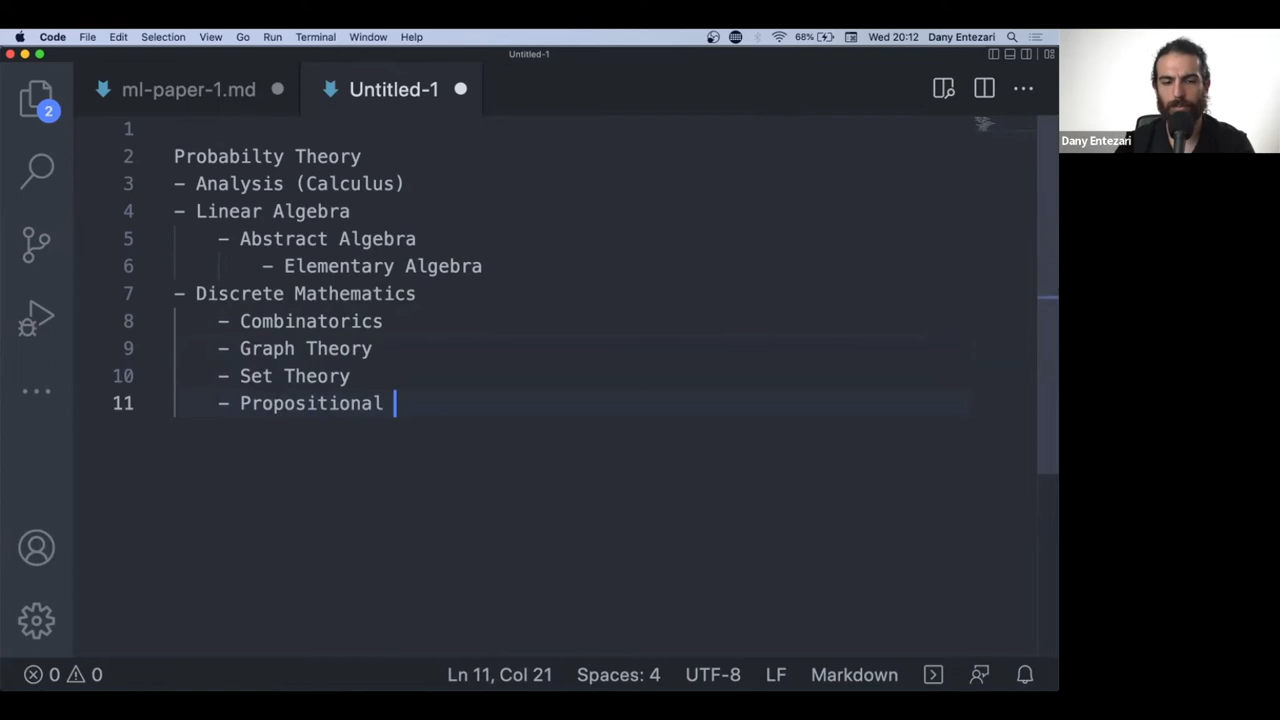 Code File Edit Selection View Go Run Terminal Window Help 68% Wed 20:12 Dany Entezari
Untitled-1
ml-paper-1.md Untitled-1
2
Dany Entezari
1
2 Probabilty Theory
3 - Analysis (Calculus)
4 - Linear Algebra
5 - Abstract Algebra
6 - Elementary Algebra
7 - Discrete Mathematics
8 - Combinatorics
9 - Graph Theory
10 - Set Theory
11 - Propositional
0 0 Ln 11, Col 21 Spaces: 4 UTF-8 LF Markdown